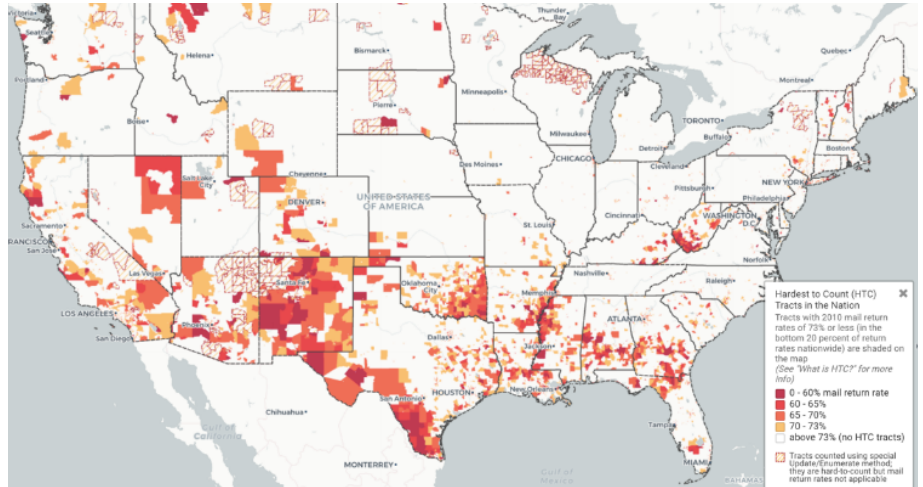 Victoria
Seattle
Thunder
Bay
Quebec
Helena
Bismarck
Portland
Montreal
Minneapolis
Pierre
Boise
TORONTO
Milwaukee
Buffalo
Detroit
Boston
Des Moines
CHICAGO
Cleveland
Salt Lake
City
Cheyenne
NEW YORK
Pittsburgh
Philadelphia
UNITED STATES
OF AMERICA
DENVER
Sacramento
Cincinnati
WASHINGTON
D.C.
RANCISCO
San Jose
St. Louis
Norfolk
Las Vegas
Nashville
Raleigh
Santa Fe
Oklahoma
City
Memphis
LOS ANGELES
Phoenix
ATLANTA
San Diego
Dallas
Jackson
HOUSTON
New Orleans
San Antonio
Chihuahua
Tampa
Gulf of
California
MONTERREY
Gulf of
Mexico
MIAMI
BAHAMAS
Hardest to Count (HTC)
Tracts in the Nation
Tracts with 2010 mail return
rates of 73% or less (in the
bottom 20 percent of return
rates nationwide) are shaded on
the map
(See "What is HTC?" for more
info)
0 - 60% mail return rate
60 - 65%
65 - 70%
70 - 73%
above 73% (no HTC tracts)
Tracts counted using special
Update/Enumerate method;
they are hard-to-count but mail
return rates not applicable